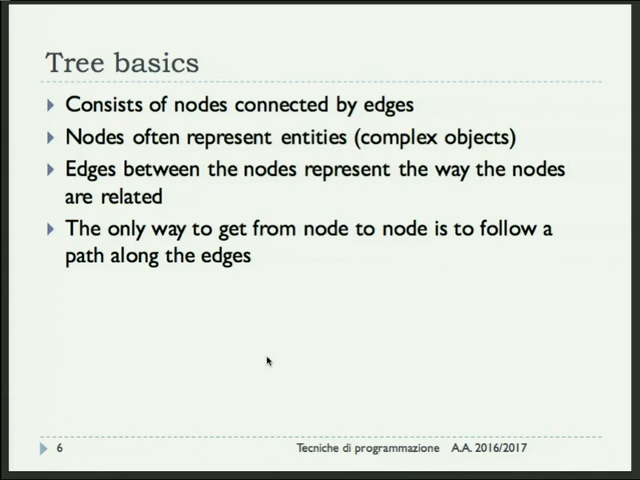 Tree basics
Consists of nodes connected by edges
Nodes often represent entities (complex objects)
Edges between the nodes represent the way the nodes
are related
The only way to get from node to node is to follow a
path along the edges
6
Tecniche di programmazione A.A. 2016/2017